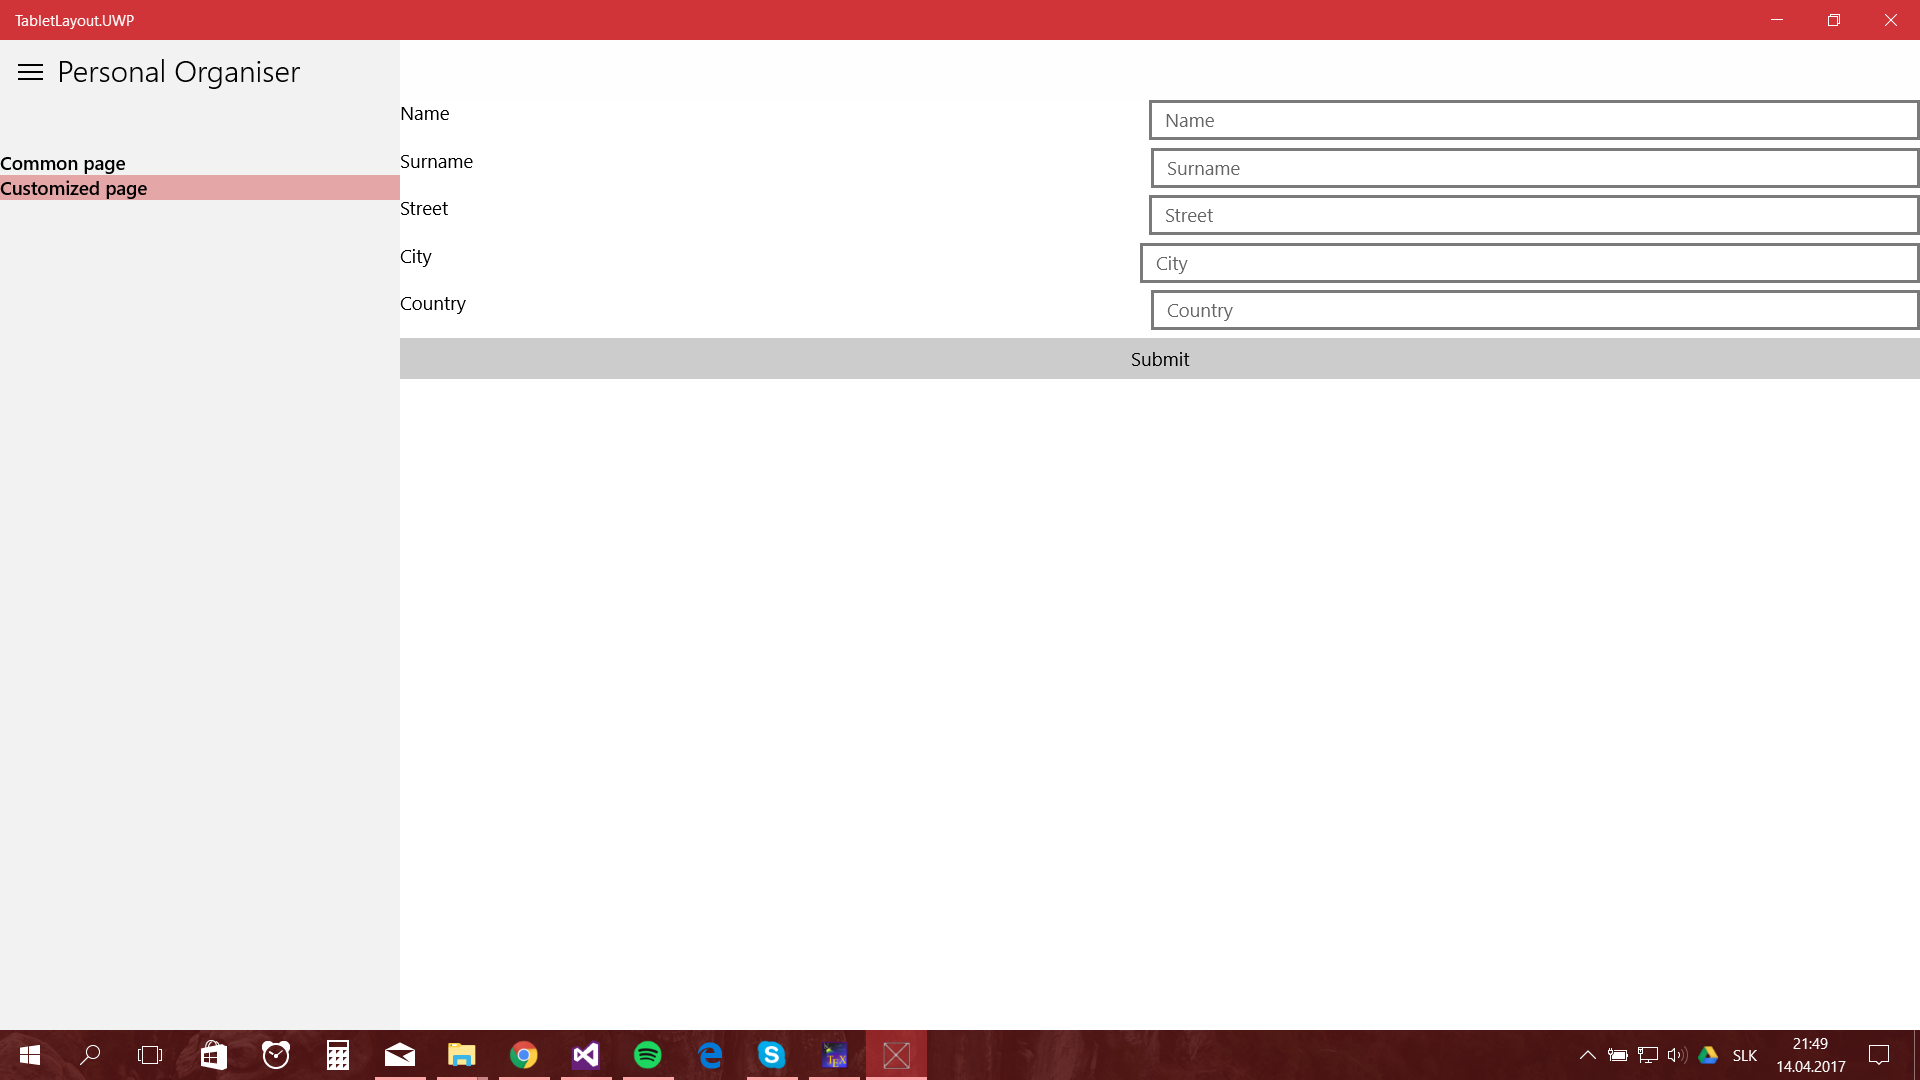 TabletLayout.UWP
Personal Organiser
Common page
Customized page
Name
Name
Surname
Surname
Street
Street
City
City
Country
Country
Submit
TEX
SLK
21:49
14.04.2017